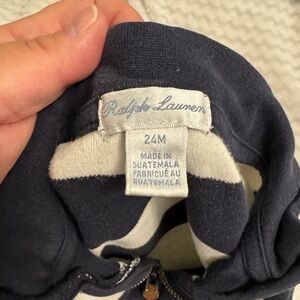 Ralph Lauren
24M
MADE IN
GUATEMALA
FABRIQUÉ AU
GUATEMALA